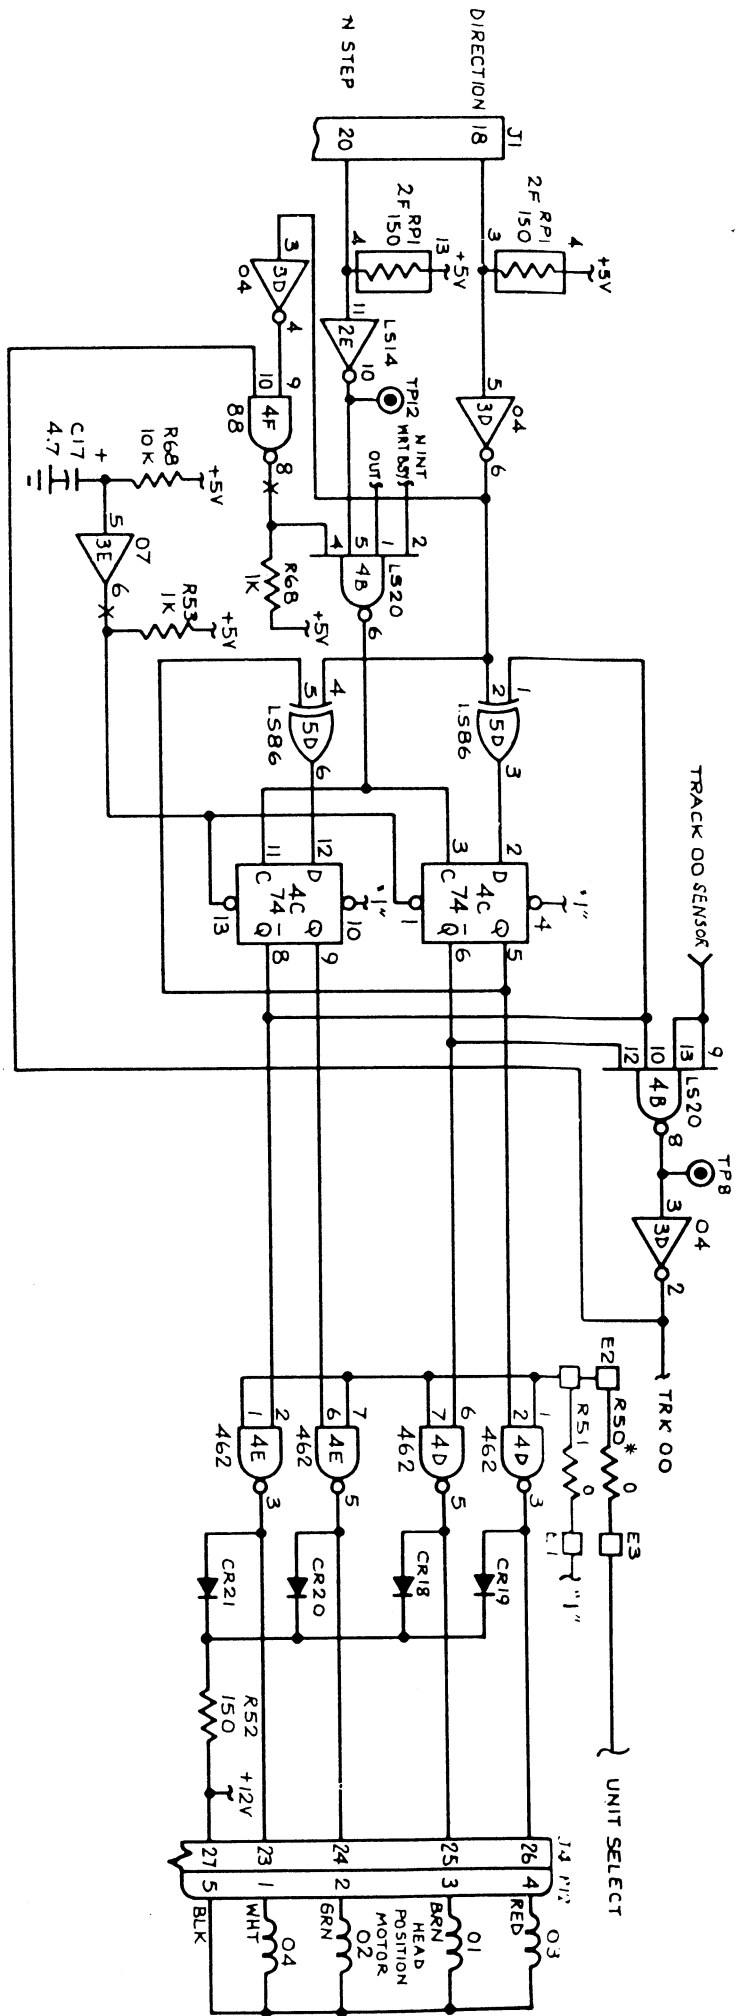 DIRECTION
N STEP
J1
18
20
2F RP1
150
3
4
+5V
2F RP1
150
4
13
+5V
3
3D
04
4
11
2E
LS14
10
TP12
5
3D
04
6
N INT
WRT BSY
OUT
9
10
4F
88
8
4
5
1
2
4B
LS20
6
R68
1K
+5V
C17
4.7
+
R68
10K
+5V
5
3E
07
6
R53
1K
+5V
1
2
5D
LS86
3
4
5
5D
LS86
6
TRACK 00 SENSOR
2
3
D
C
4C
74
Q
Q
1
4
"1"
5
6
12
11
D
C
4C
74
Q
Q
13
10
"1"
9
8
9
13
10
12
4B
LS20
8
TP8
3
3D
04
2
TRK 00
E2
R50*
0
E3
R51
0
E1
"1"
UNIT SELECT
1
2
4D
462
3
6
7
4D
462
5
7
6
4E
462
5
2
1
4E
462
3
CR19
CR18
CR20
CR21
R52
150
+12V
J4
P12
26
4
25
3
24
2
23
1
27
5
RED
03
BRN
01
HEAD
POSITION
MOTOR
GRN
02
WHT
04
BLK